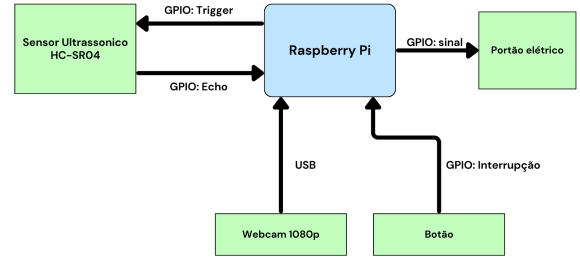 GPIO: Trigger
Sensor Ultrassonico
HC-SR04
Raspberry Pi
GPIO: sinal
Portão elétrico
GPIO: Echo
USB
GPIO: Interrupção
Webcam 1080p
Botão